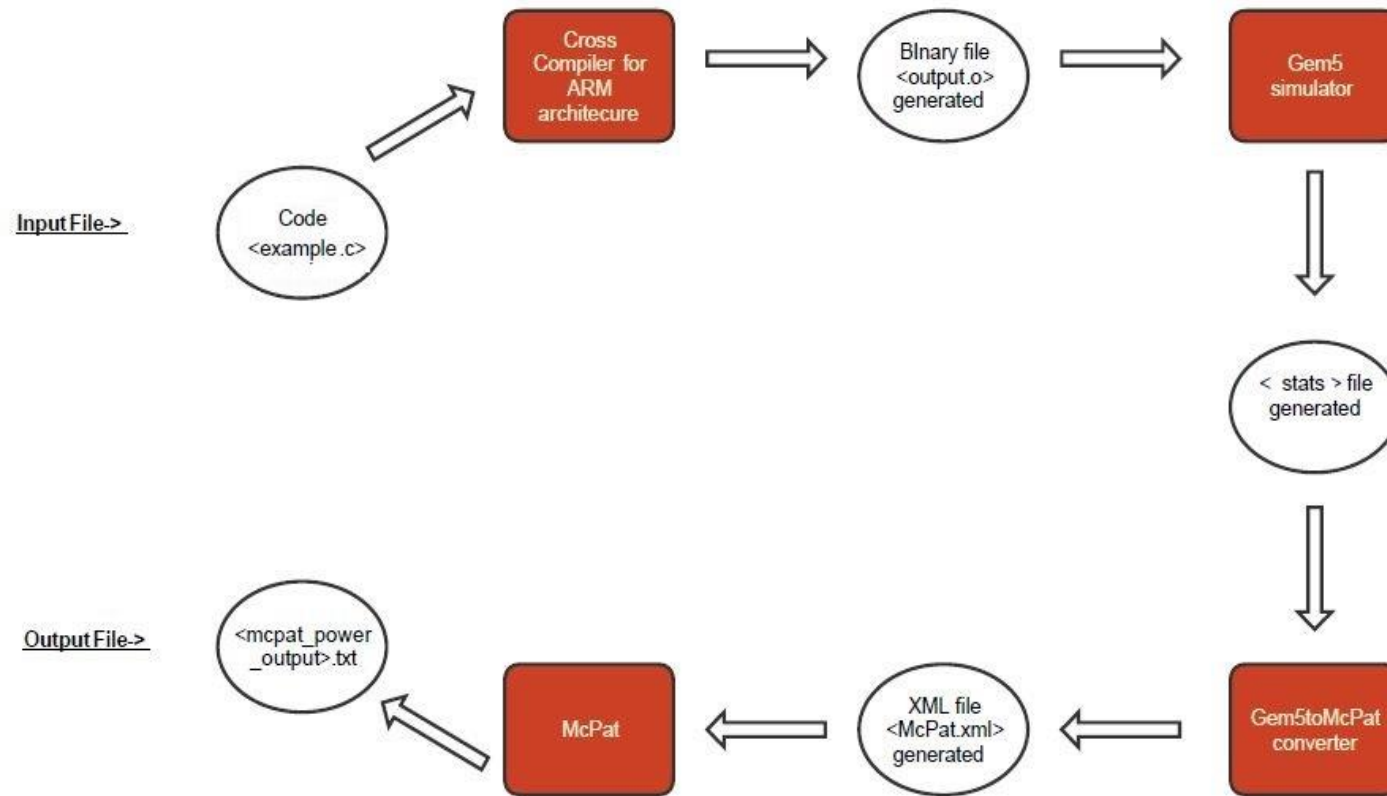 Cross
Compiler for
ARM
architecure
BInary file
<output.o>
generated
Gem5
simulator
Input File->
Code
<example .c>
< stats > file
generated
Output File->
<mcpat_power
_output>.txt
McPat
XML file
<McPat.xml>
generated
Gem5toMcPat
converter